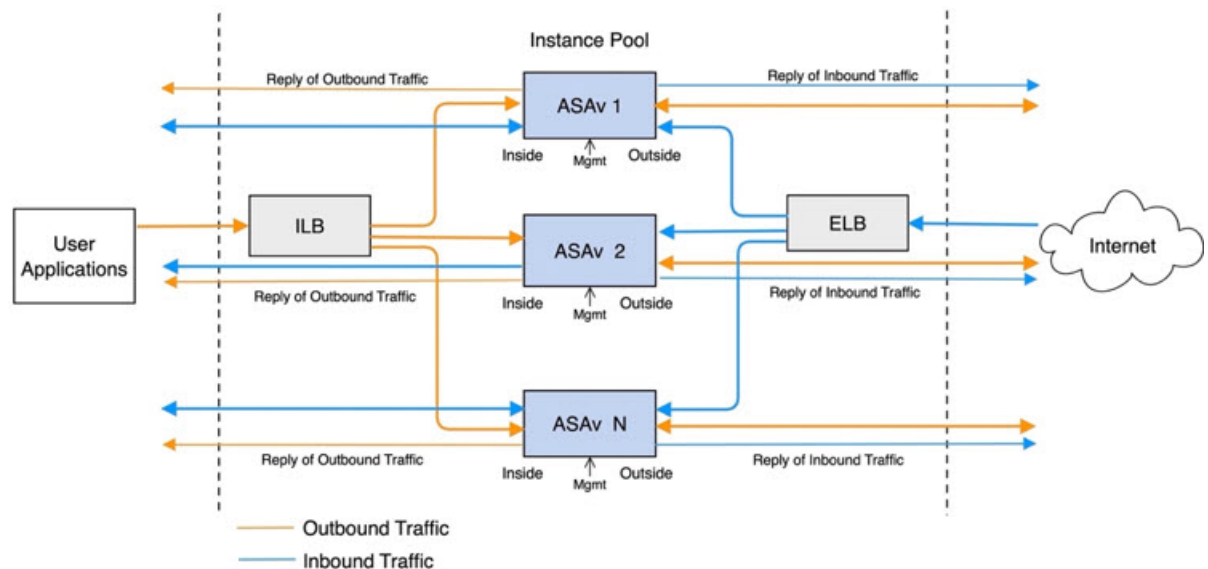 Instance Pool
Reply of Outbound Traffic
Reply of Inbound Traffic
ASAv 1
Inside
Mgmt
Outside
User
Applications
ILB
ELB
Internet
ASAv 2
Reply of Outbound Traffic
Reply of Inbound Traffic
Inside
Mgmt
Outside
ASAv N
Reply of Outbound Traffic
Reply of Inbound Traffic
Inside
Mgmt
Outside
Outbound Traffic
Inbound Traffic